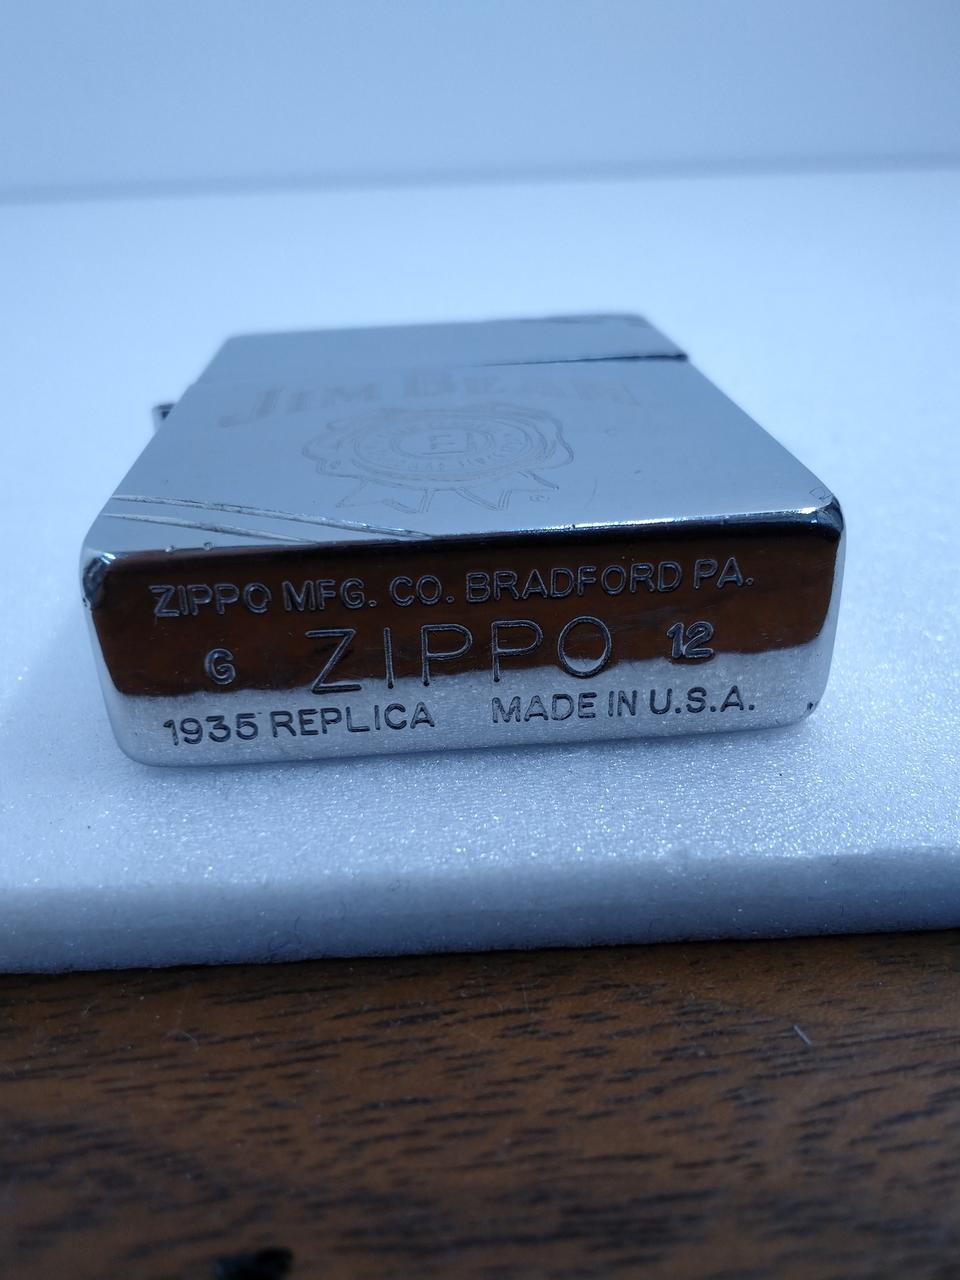 JIM BEAM
ZIPPO MFG. CO. BRADFORD PA.
G ZIPPO 12
1935 REPLICA MADE IN U.S.A.